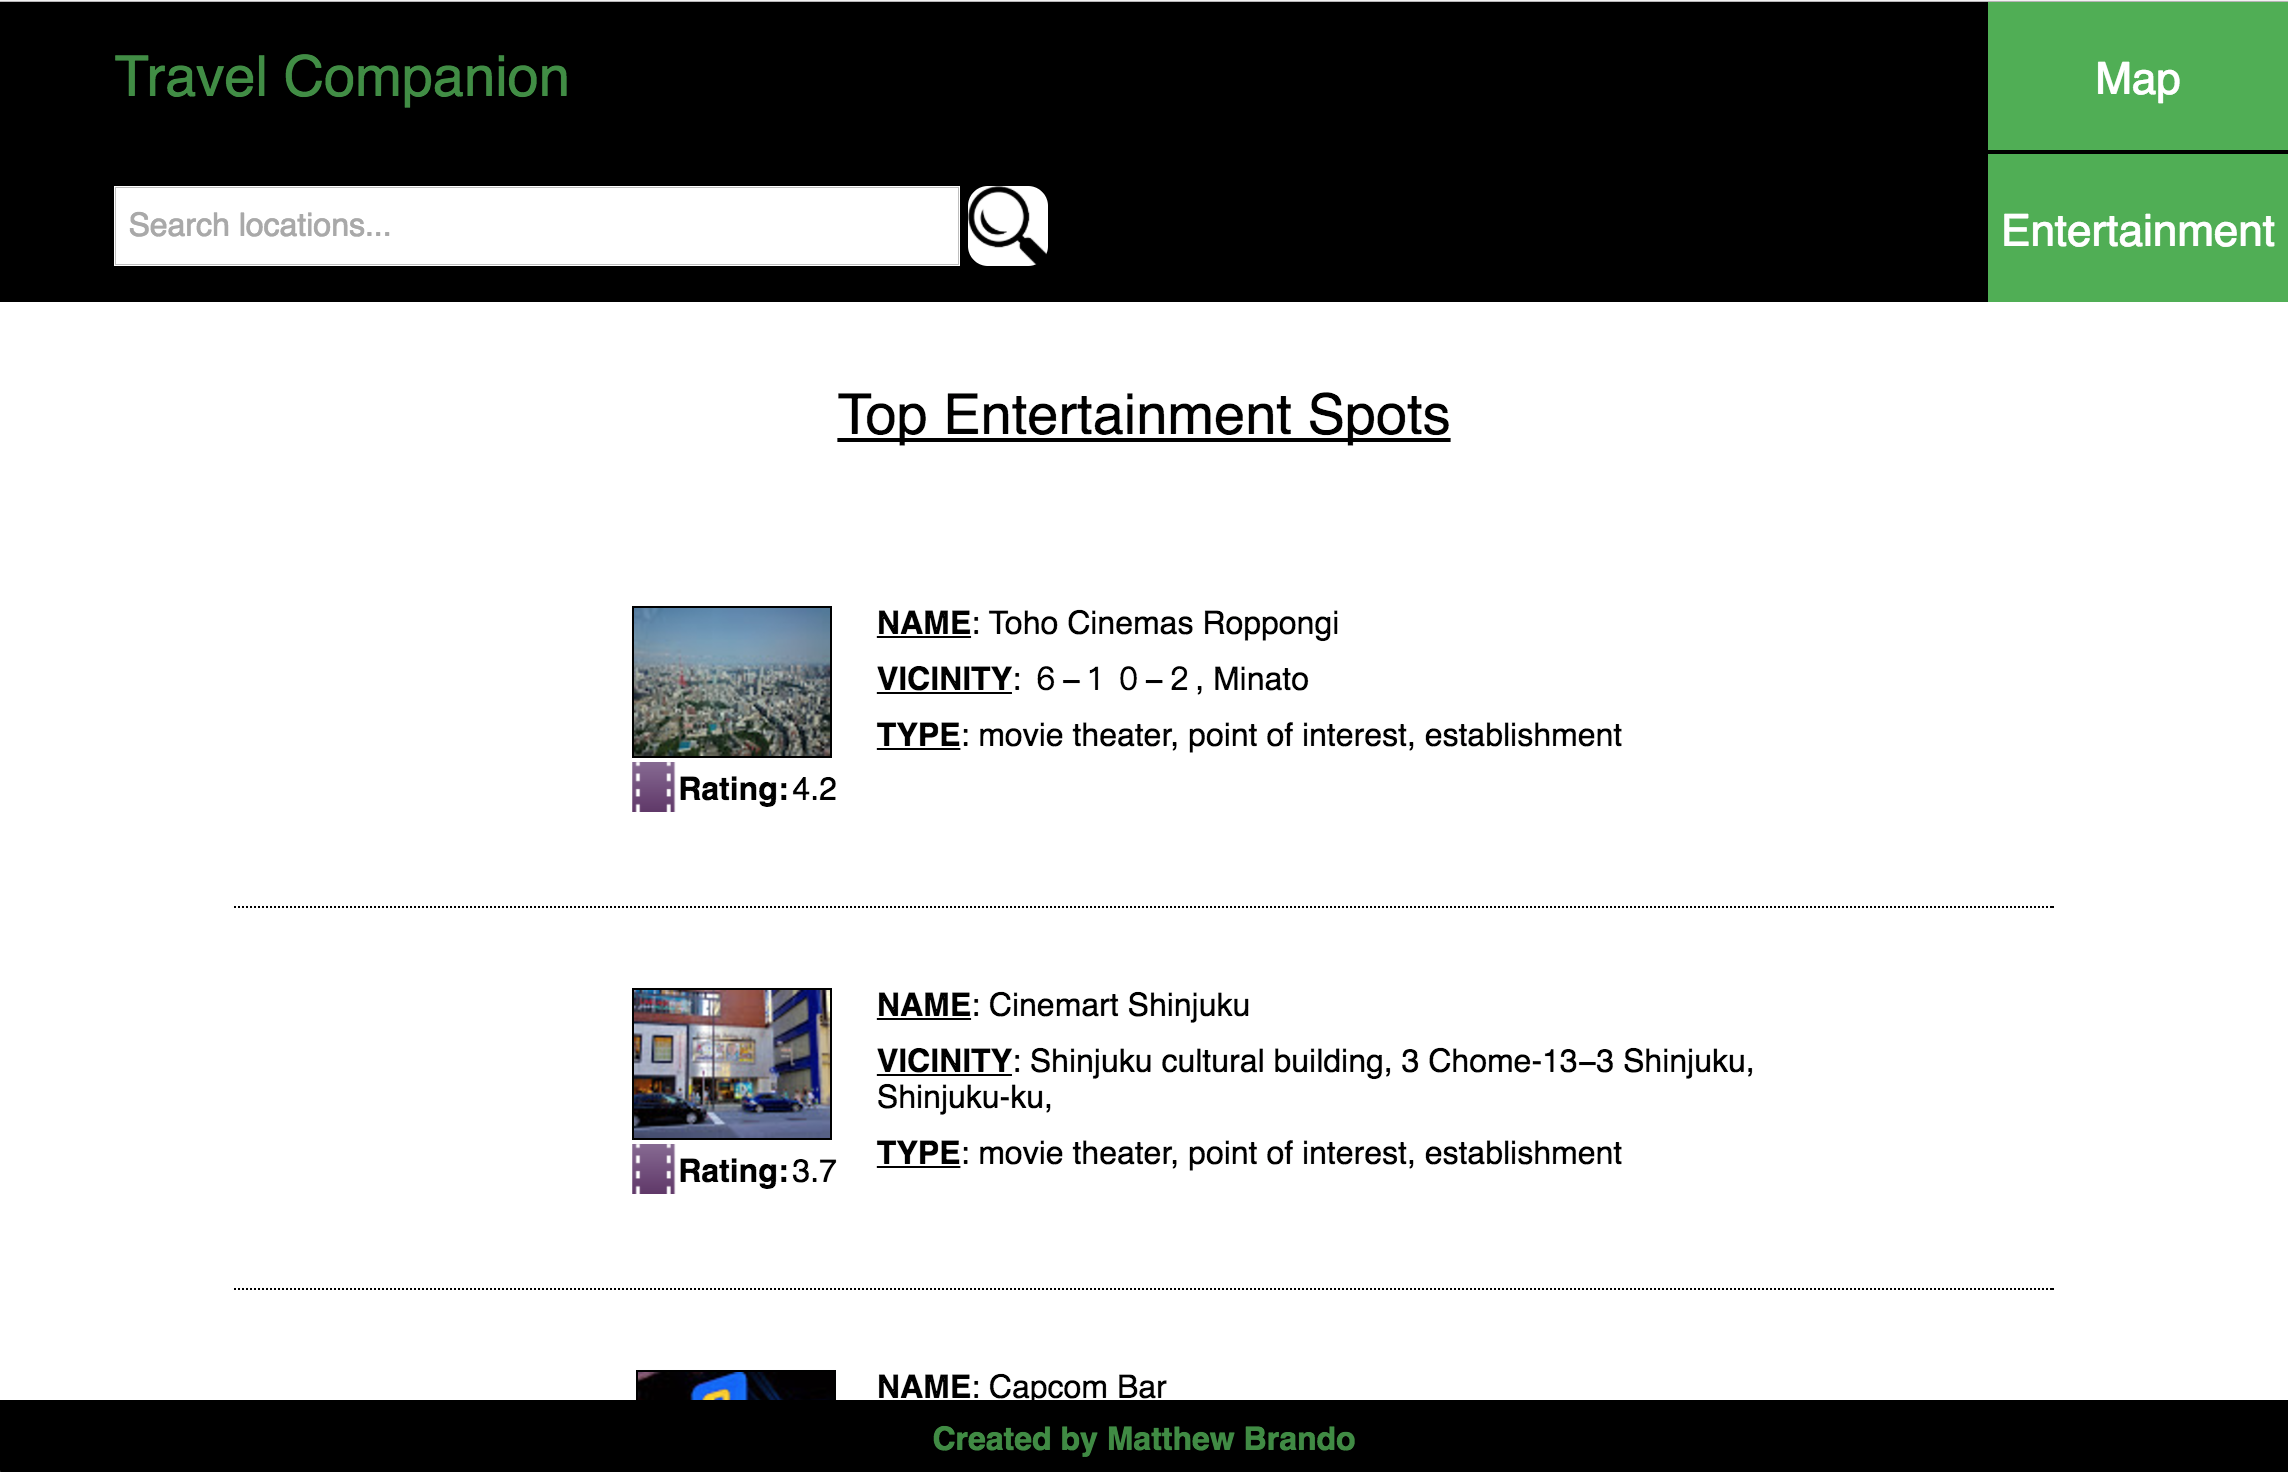 Travel Companion
Map
Search locations...
Entertainment
Top Entertainment Spots
NAME: Toho Cinemas Roppongi
VICINITY: ６−１０−２, Minato
TYPE: movie theater, point of interest, establishment
Rating: 4.2
NAME: Cinemart Shinjuku
VICINITY: Shinjuku cultural building, 3 Chome-13−3 Shinjuku,
Shinjuku-ku,
TYPE: movie theater, point of interest, establishment
Rating: 3.7
NAME: Capcom Bar
Created by Matthew Brando